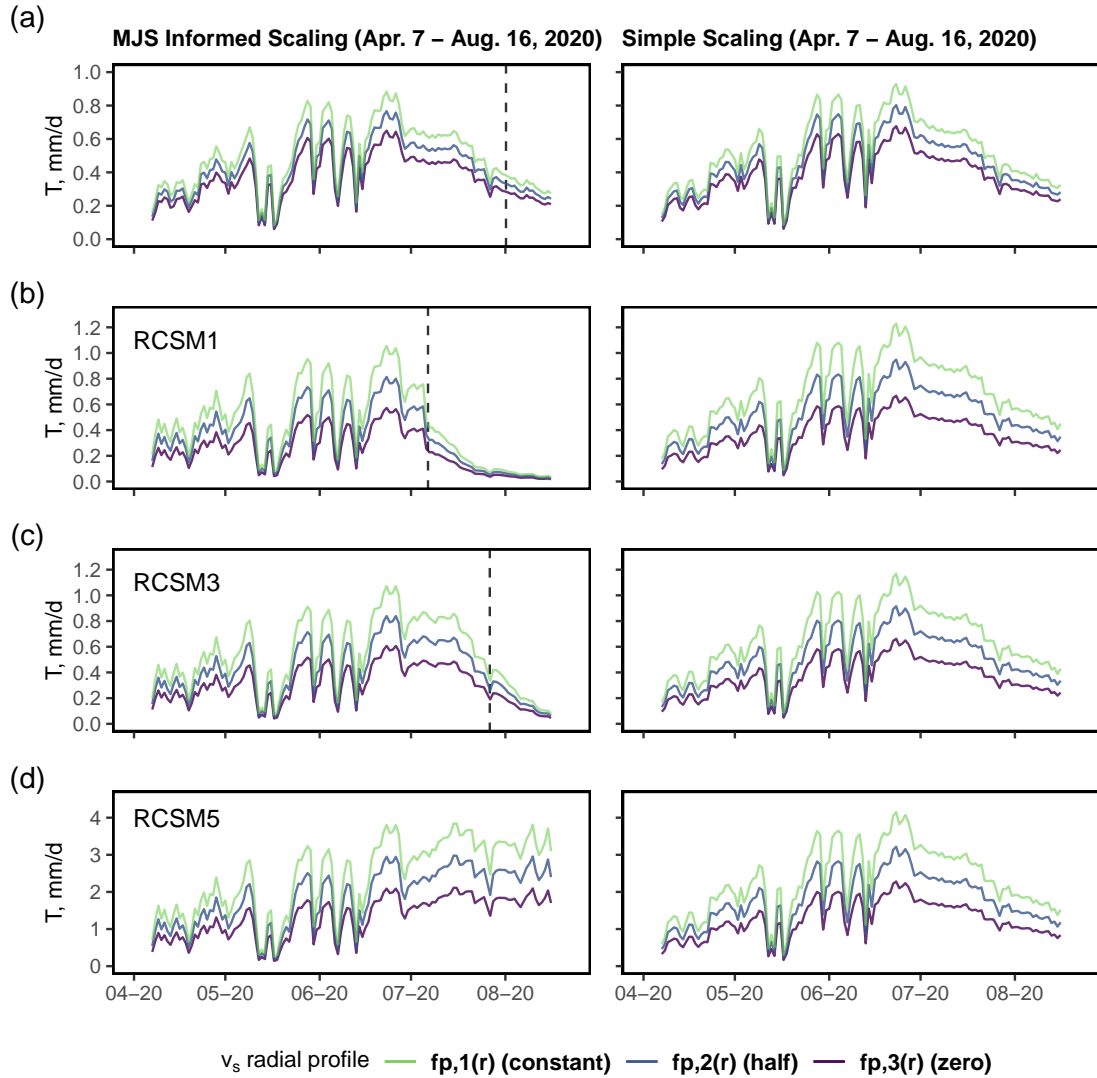 (a)
MJS Informed Scaling (Apr. 7 – Aug. 16, 2020) Simple Scaling (Apr. 7 – Aug. 16, 2020)
T, mm/d
1.0
0.8
0.6
0.4
0.2
0.0
(b)
RCSM1
T, mm/d
1.2
1.0
0.8
0.6
0.4
0.2
0.0
(c)
RCSM3
T, mm/d
1.2
1.0
0.8
0.6
0.4
0.2
0.0
(d)
RCSM5
T, mm/d
4
3
2
1
0
04–20 05–20 06–20 07–20 08–20 04–20 05–20 06–20 07–20 08–20
vs radial profile fp,1(r) (constant) fp,2(r) (half) fp,3(r) (zero)